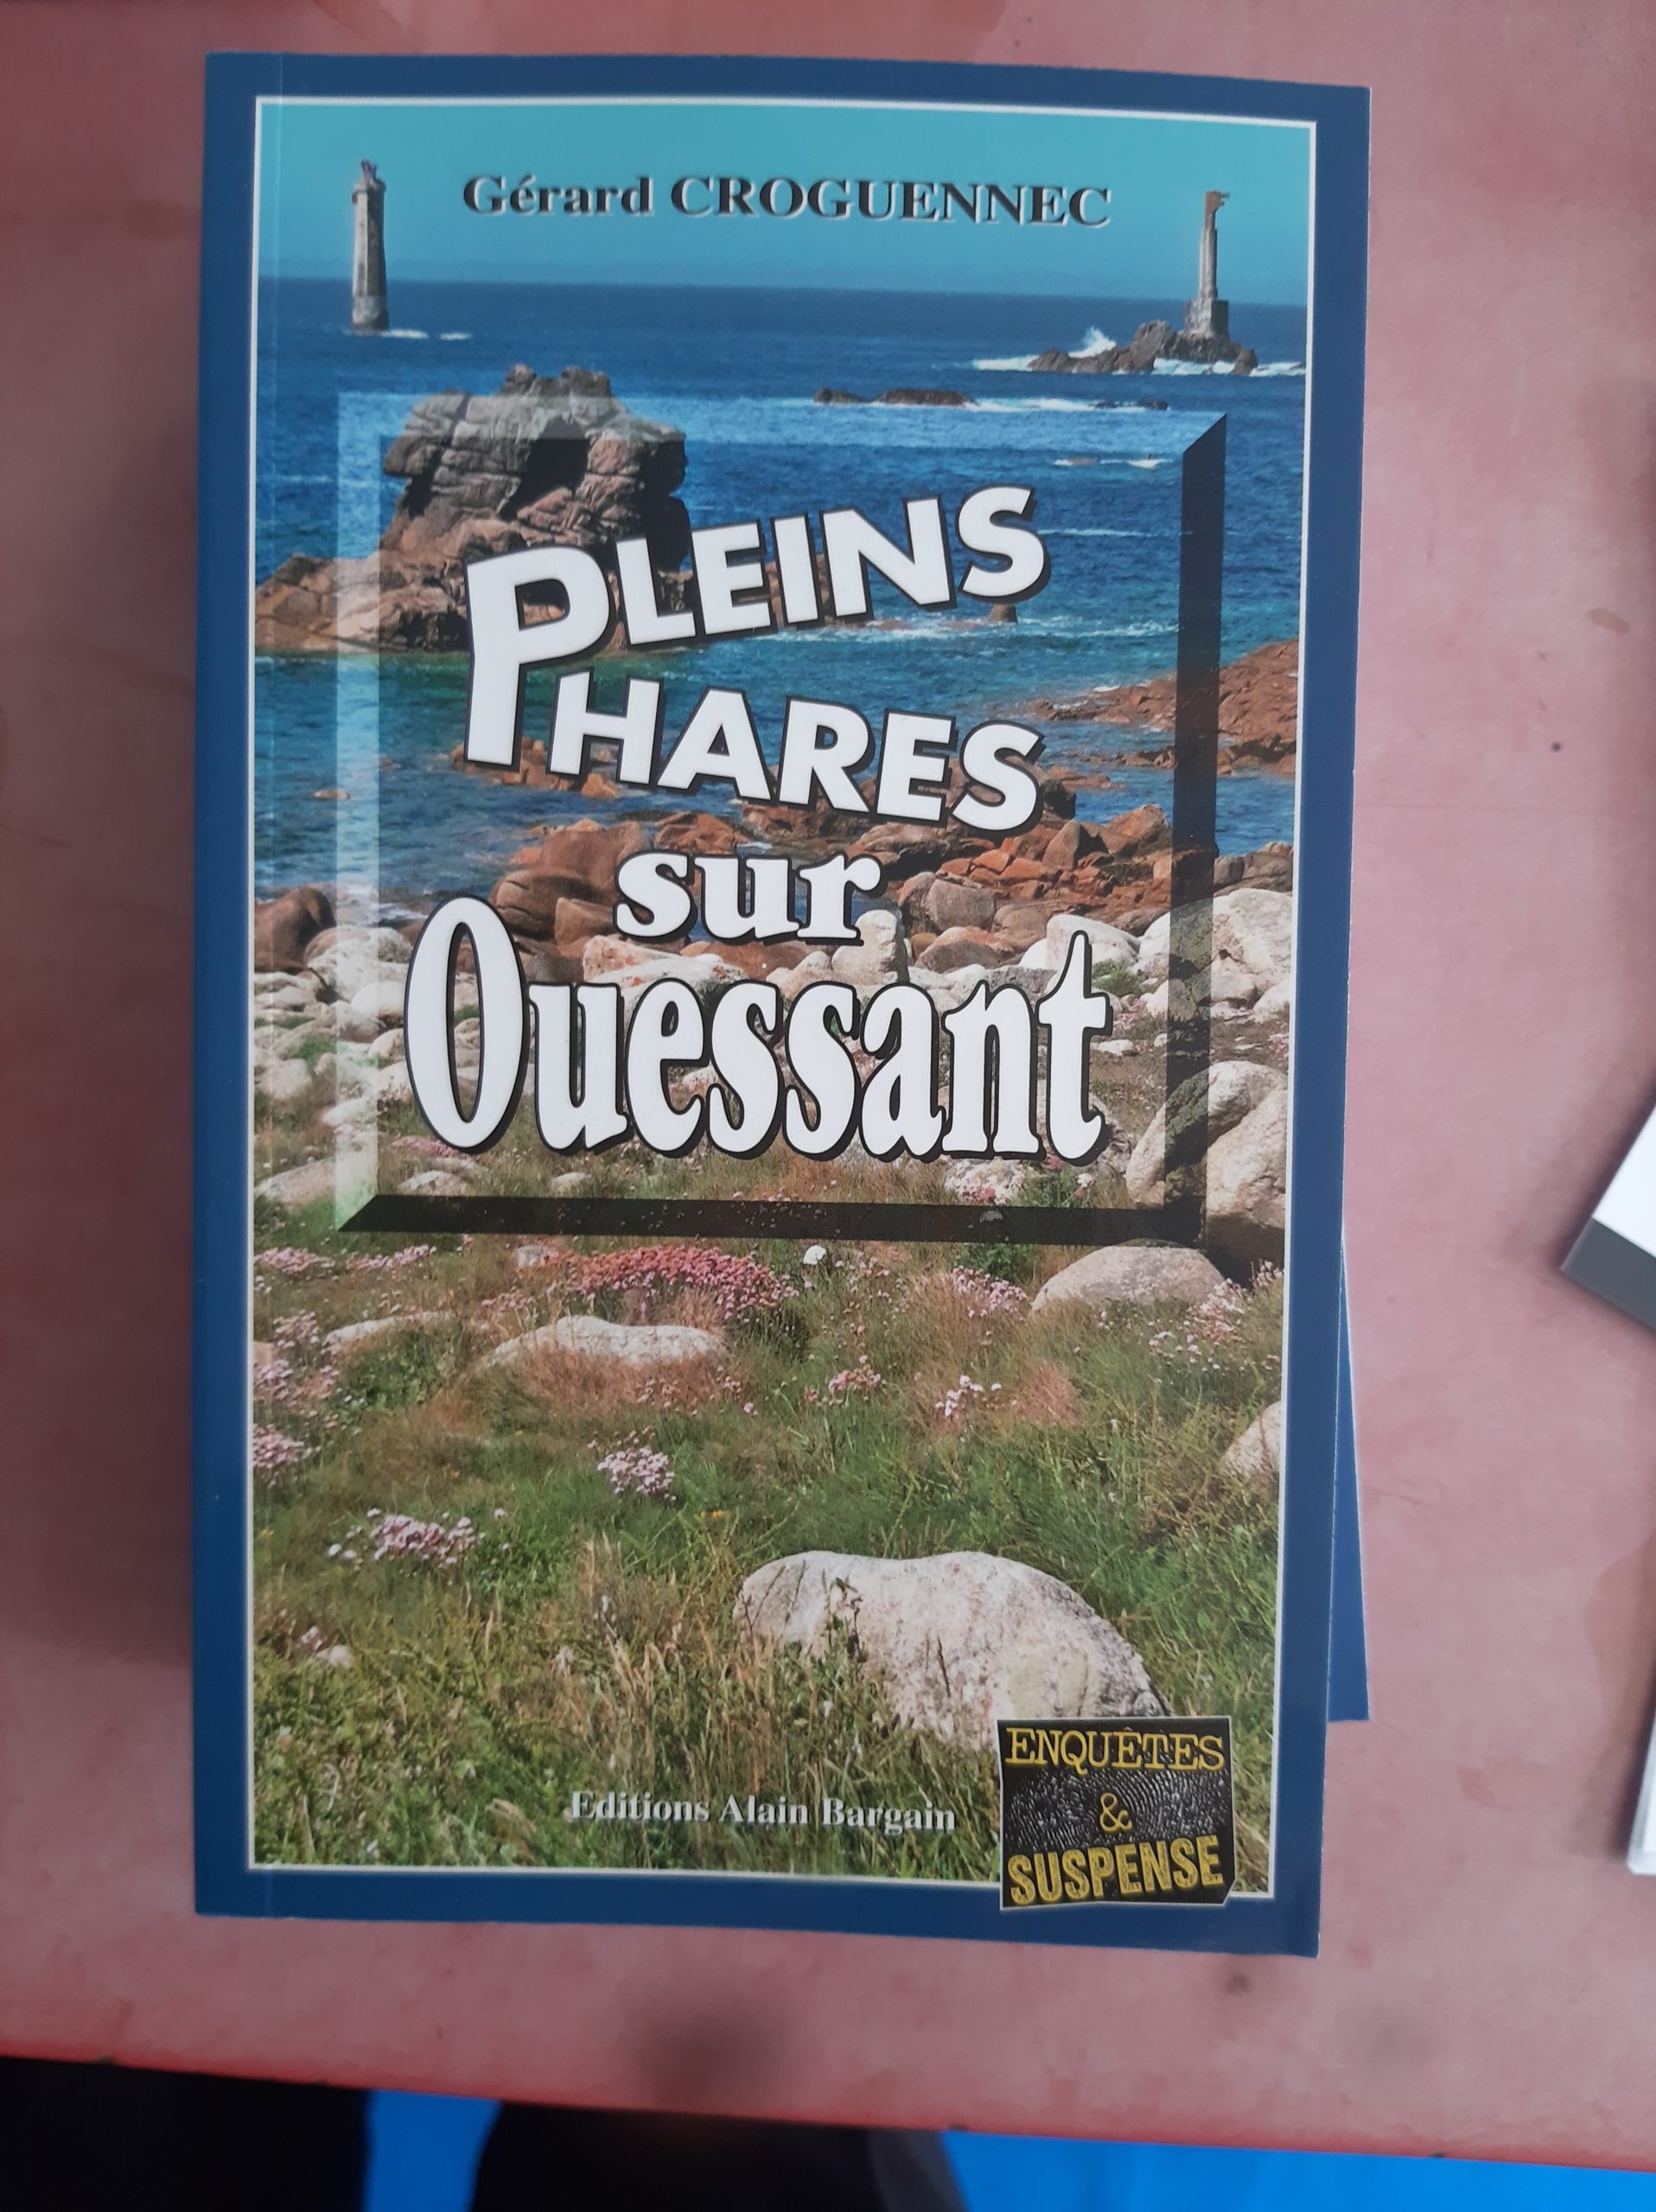 Gérard CROGUENNEC
PLEINS
PHARES
sur
Ouessant
Editions Alain Bargain
ENQUÊTES
&
SUSPENSE